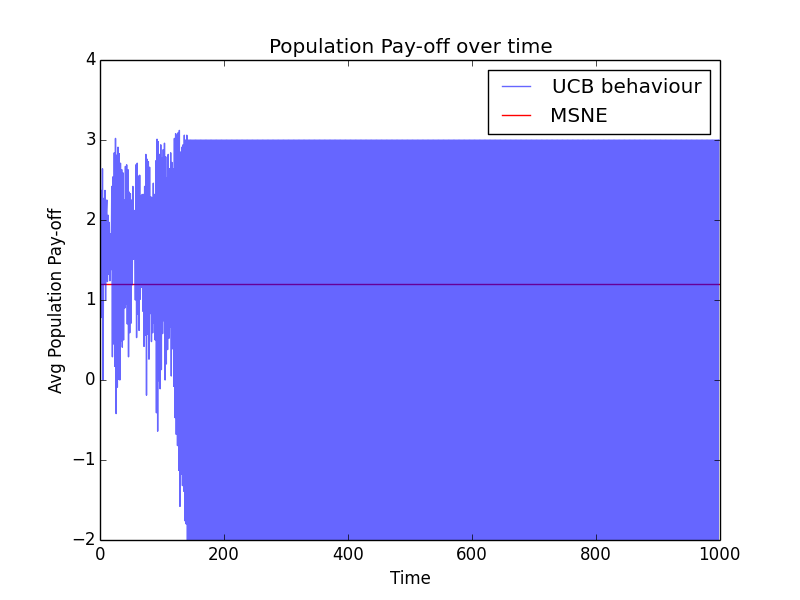 Population Pay-off over time
UCB behaviour
MSNE
Avg Population Pay-off
4
3
2
1
0
−1
−2
0 200 400 600 800 1000
Time